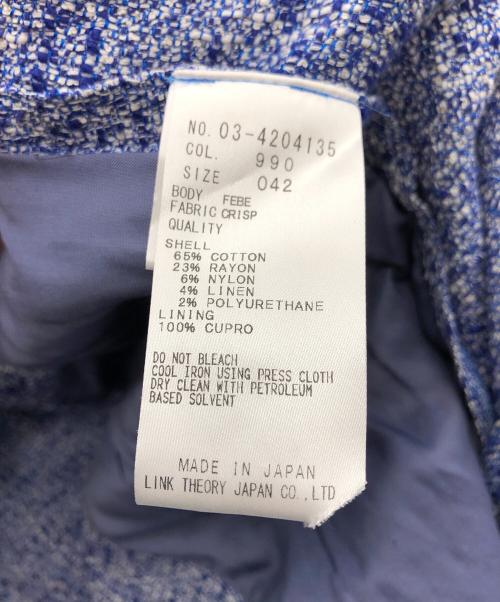 NO. 03-4204135
COL. 990
SIZE 042
BODY FEBE
FABRIC CRISP
QUALITY
SHELL
65% COTTON
23% RAYON
6% NYLON
4% LINEN
2% POLYURETHANE
LINING
100% CUPRO
DO NOT BLEACH
COOL IRON USING PRESS CLOTH
DRY CLEAN WITH PETROLEUM
BASED SOLVENT
MADE IN JAPAN
LINK THEORY JAPAN CO.,LTD